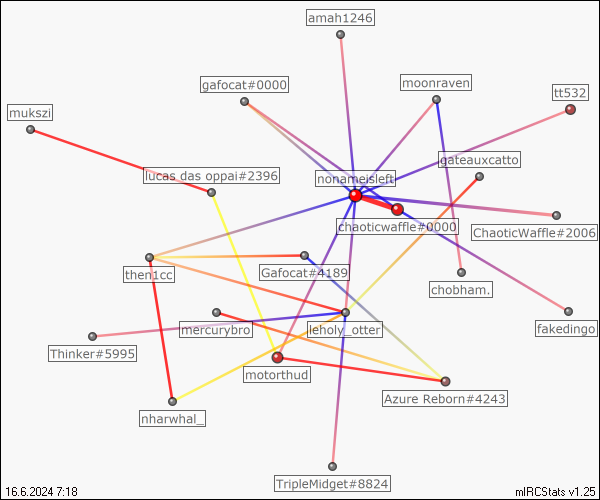 amah1246
gafocat#0000
moonraven
tt532
mukszi
gateauxcatto
lucas das oppai#2396
nonameisleft
chaoticwaffle#0000
ChaoticWaffle#2006
then1cc
Gafocat#4189
chobham.
mercurybro
leholy_otter
fakedingo
Thinker#5995
motorthud
Azure Reborn#4243
nharwhal_
TripleMidget#8824
16.6.2024 7:18
mIRCStats v1.25